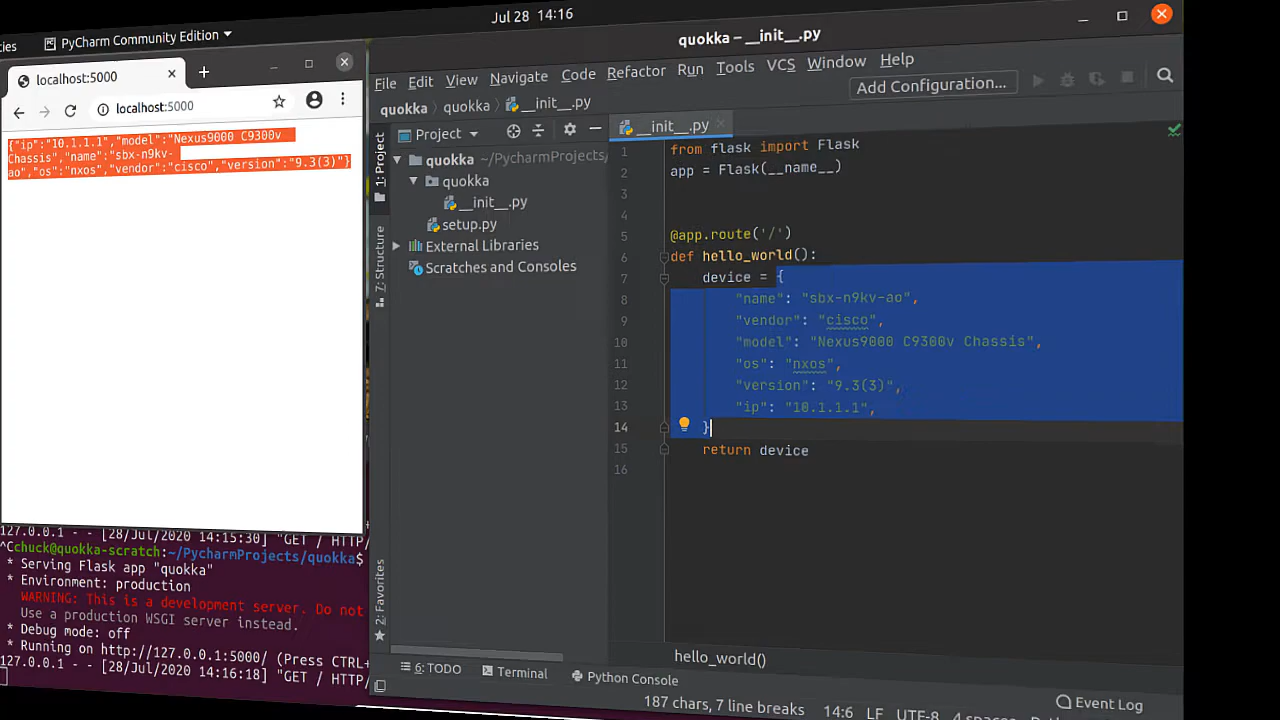 Jul 28 14:16
ies PyCharm Community Edition
localhost:5000
localhost:5000
{"ip":"10.1.1.1","model":"Nexus9000 C9300v
Chassis","name":"sbx-n9kv-
ao","os":"nxos","vendor":"cisco","version":"9.3(3)"}
127.0.0.1 - - [28/Jul/2020 14:15:30] "GET / HTTP/
^Cchuck@quokka-scratch:~/PycharmProjects/quokka$
* Serving Flask app "quokka"
* Environment: production
WARNING: This is a development server. Do not
Use a production WSGI server instead.
* Debug mode: off
* Running on http://127.0.0.1:5000/ (Press CTRL+
127.0.0.1 - - [28/Jul/2020 14:16:18] "GET / HTTP/
quokka – __init__.py
File Edit View Navigate Code Refactor Run Tools VCS Window Help
quokka quokka __init__.py Add Configuration...
1: Project
7: Structure
2: Favorites
Project
quokka ~/PycharmProjects/
quokka
__init__.py
setup.py
External Libraries
Scratches and Consoles
__init__.py
1 from flask import Flask
2 app = Flask(__name__)
3
4
5 @app.route('/')
6 def hello_world():
7 device = {
8 "name": "sbx-n9kv-ao",
9 "vendor": "cisco",
10 "model": "Nexus9000 C9300v Chassis",
11 "os": "nxos",
12 "version": "9.3(3)",
13 "ip": "10.1.1.1",
14 }
15 return device
16
hello_world()
6: TODO Terminal Python Console Event Log
187 chars, 7 line breaks 14:6 LF UTF-8 4 spaces